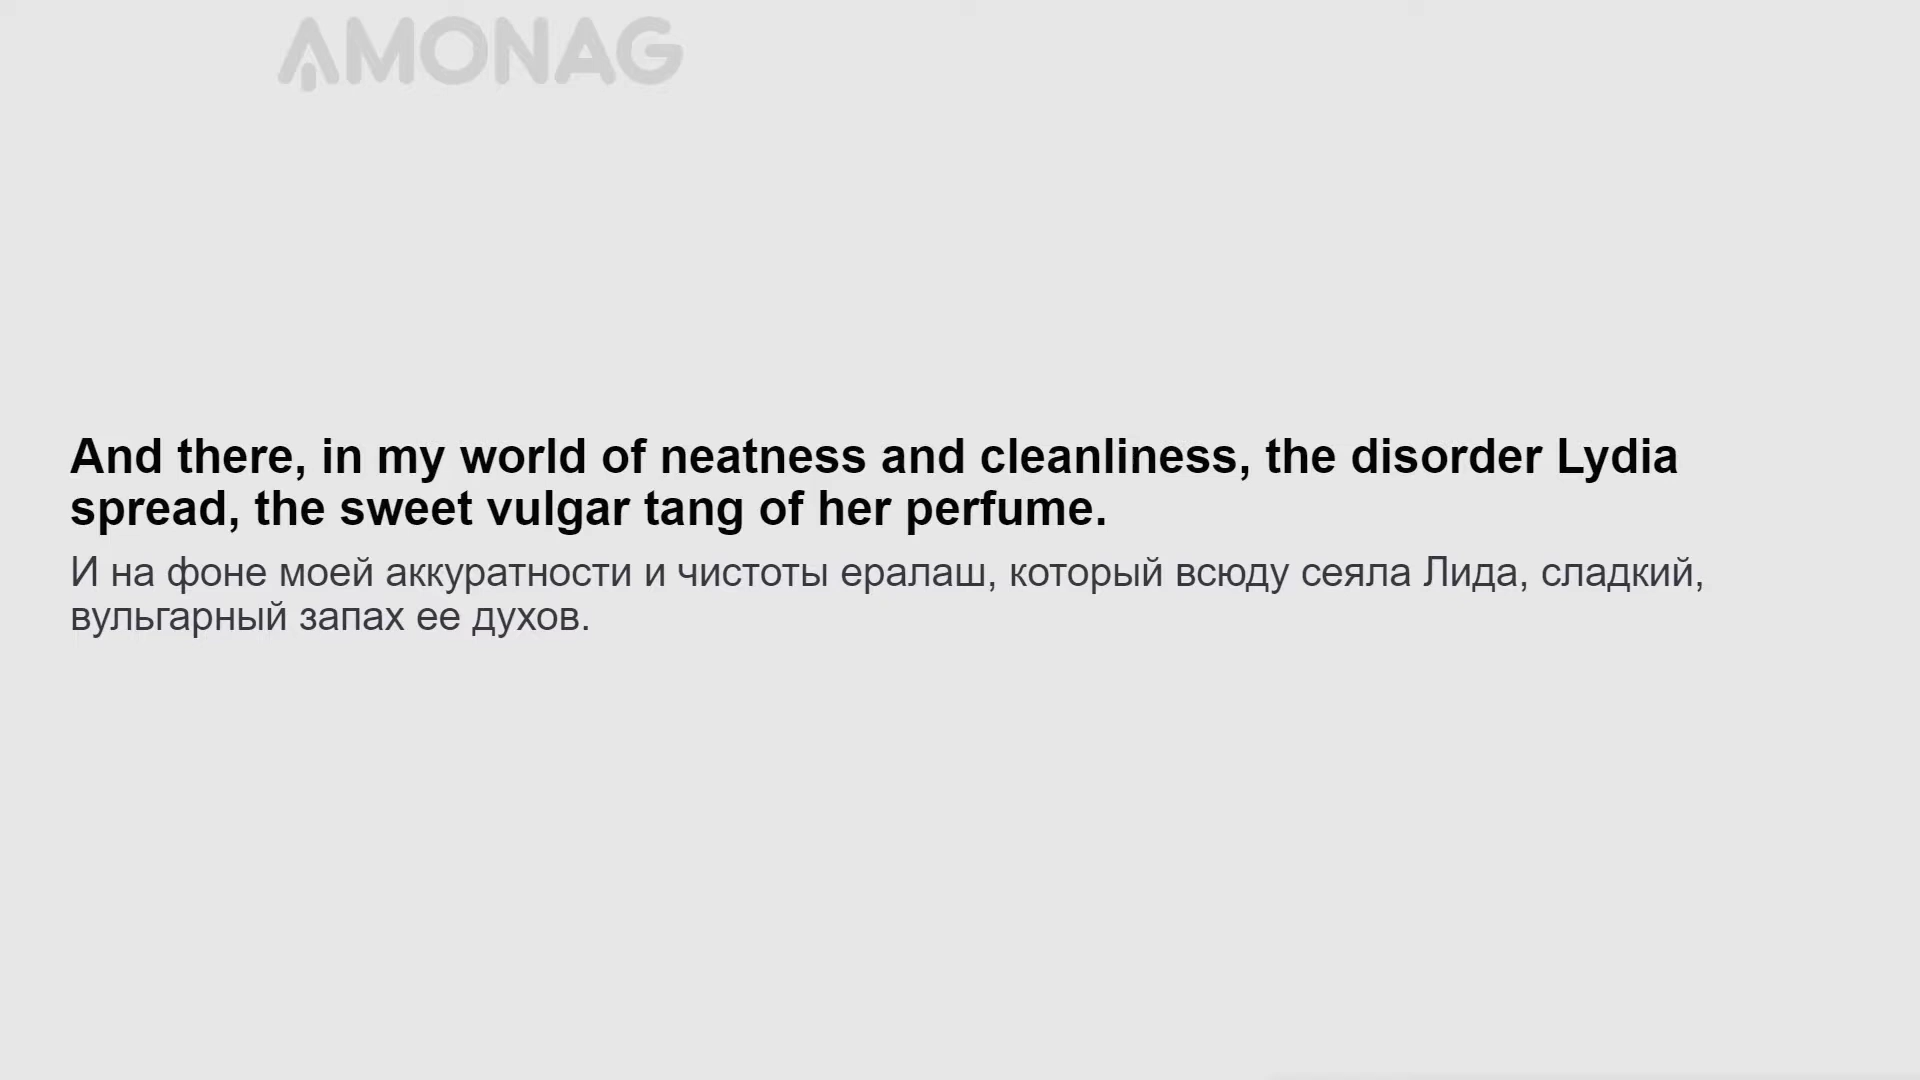 AMONAG
And there, in my world of neatness and cleanliness, the disorder Lydia
spread, the sweet vulgar tang of her perfume.
И на фоне моей аккуратности и чистоты ералаш, который всюду сеяла Лида, сладкий,
вульгарный запах ее духов.